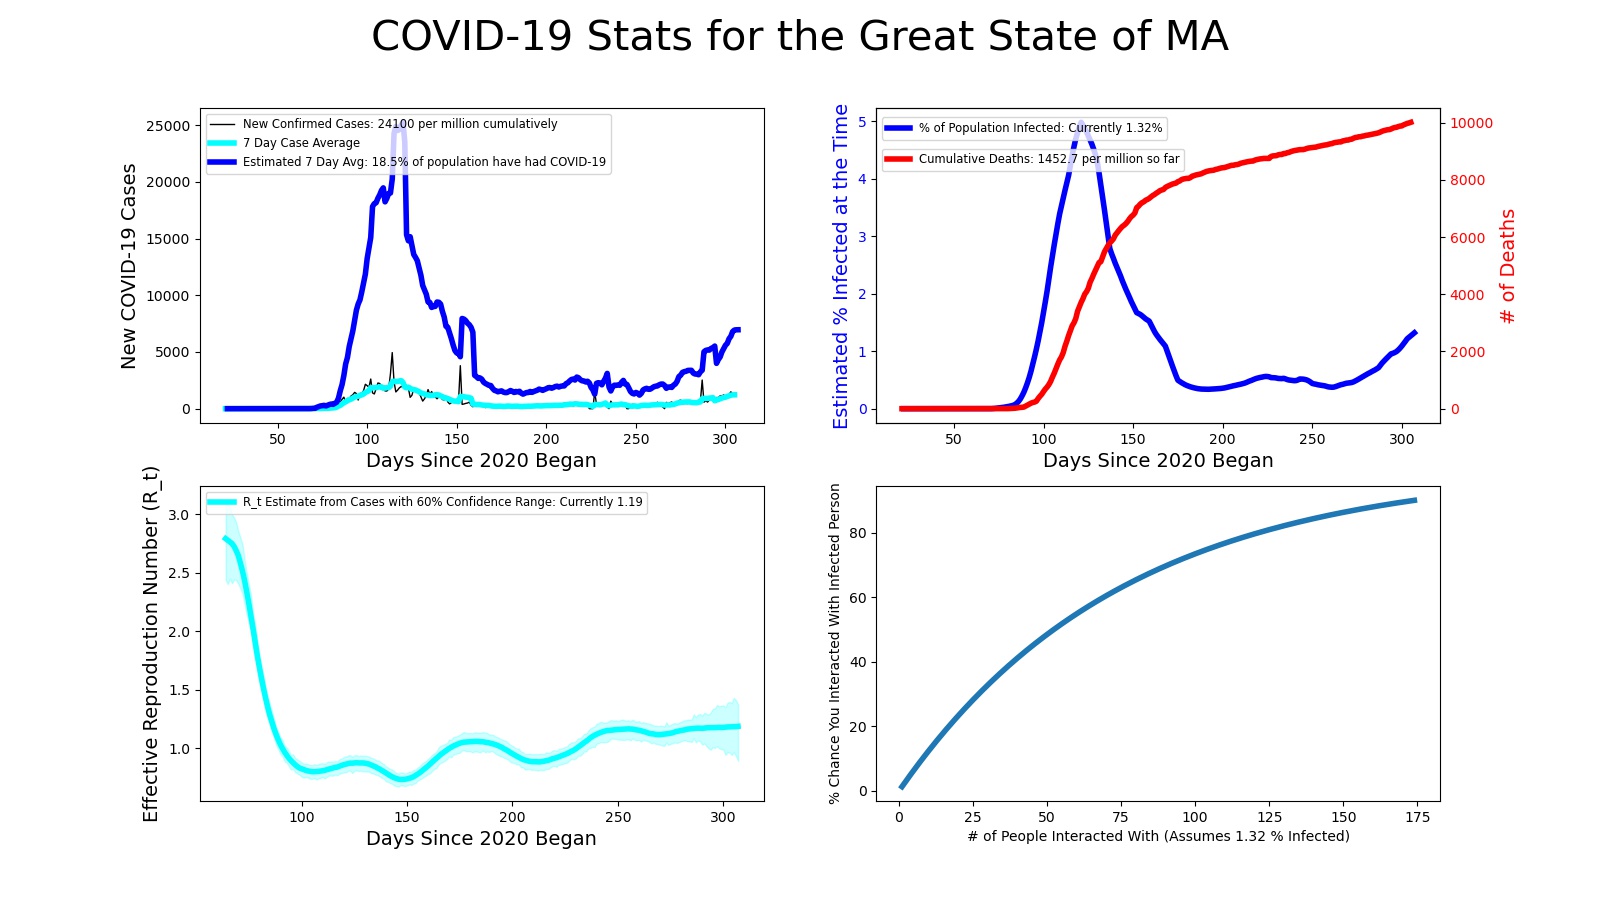 COVID-19 Stats for the Great State of MA
New COVID-19 Cases
25000
20000
15000
10000
5000
0
New Confirmed Cases: 24100 per million cumulatively
7 Day Case Average
Estimated 7 Day Avg: 18.5% of population have had COVID-19
50 100 150 200 250 300
Days Since 2020 Began
Estimated % Infected at the Time
5
4
3
2
1
0
% of Population Infected: Currently 1.32%
Cumulative Deaths: 1452.7 per million so far
10000
8000
6000
4000
2000
0
# of Deaths
50 100 150 200 250 300
Days Since 2020 Began
Effective Reproduction Number (R_t)
3.0
2.5
2.0
1.5
1.0
R_t Estimate from Cases with 60% Confidence Range: Currently 1.19
100 150 200 250 300
Days Since 2020 Began
% Chance You Interacted With Infected Person
80
60
40
20
0
0 25 50 75 100 125 150 175
# of People Interacted With (Assumes 1.32 % Infected)